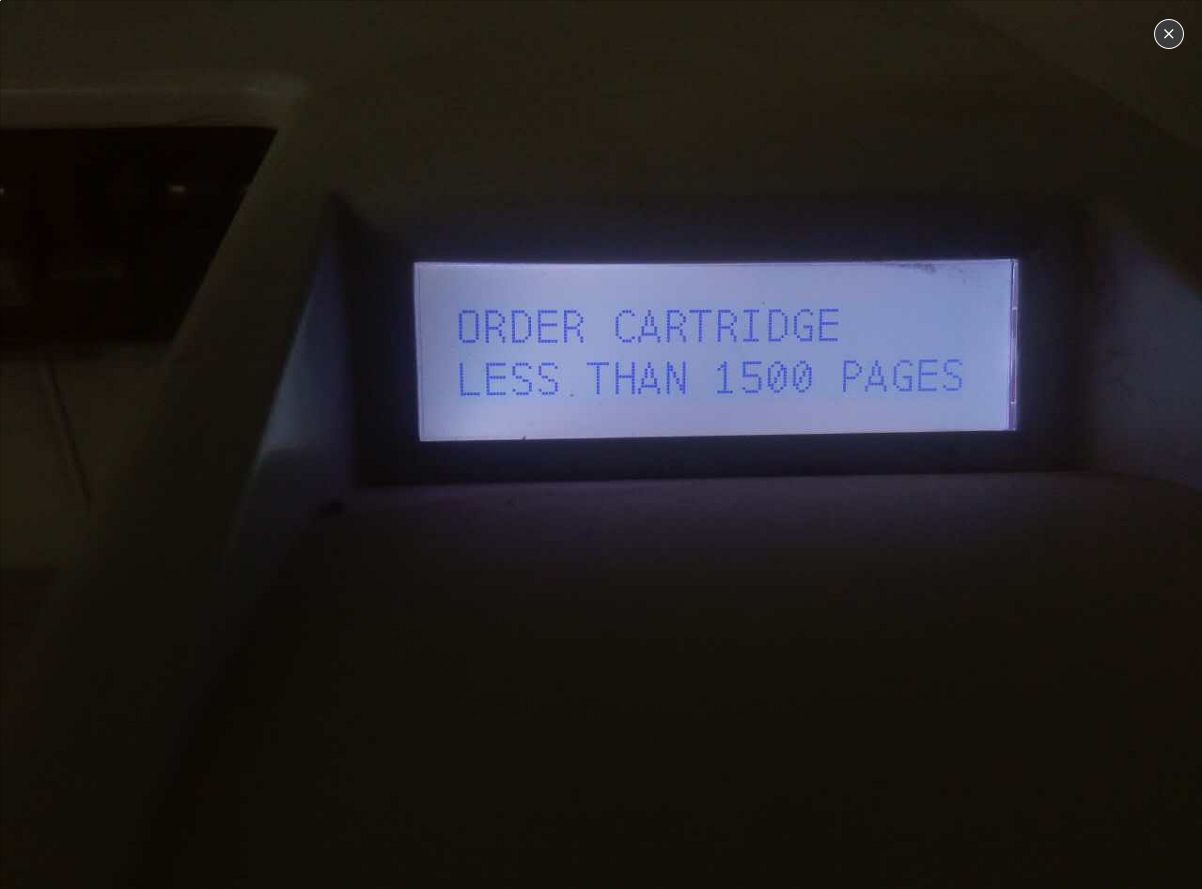 ORDER CARTRIDGE
LESS THAN 1500 PAGES